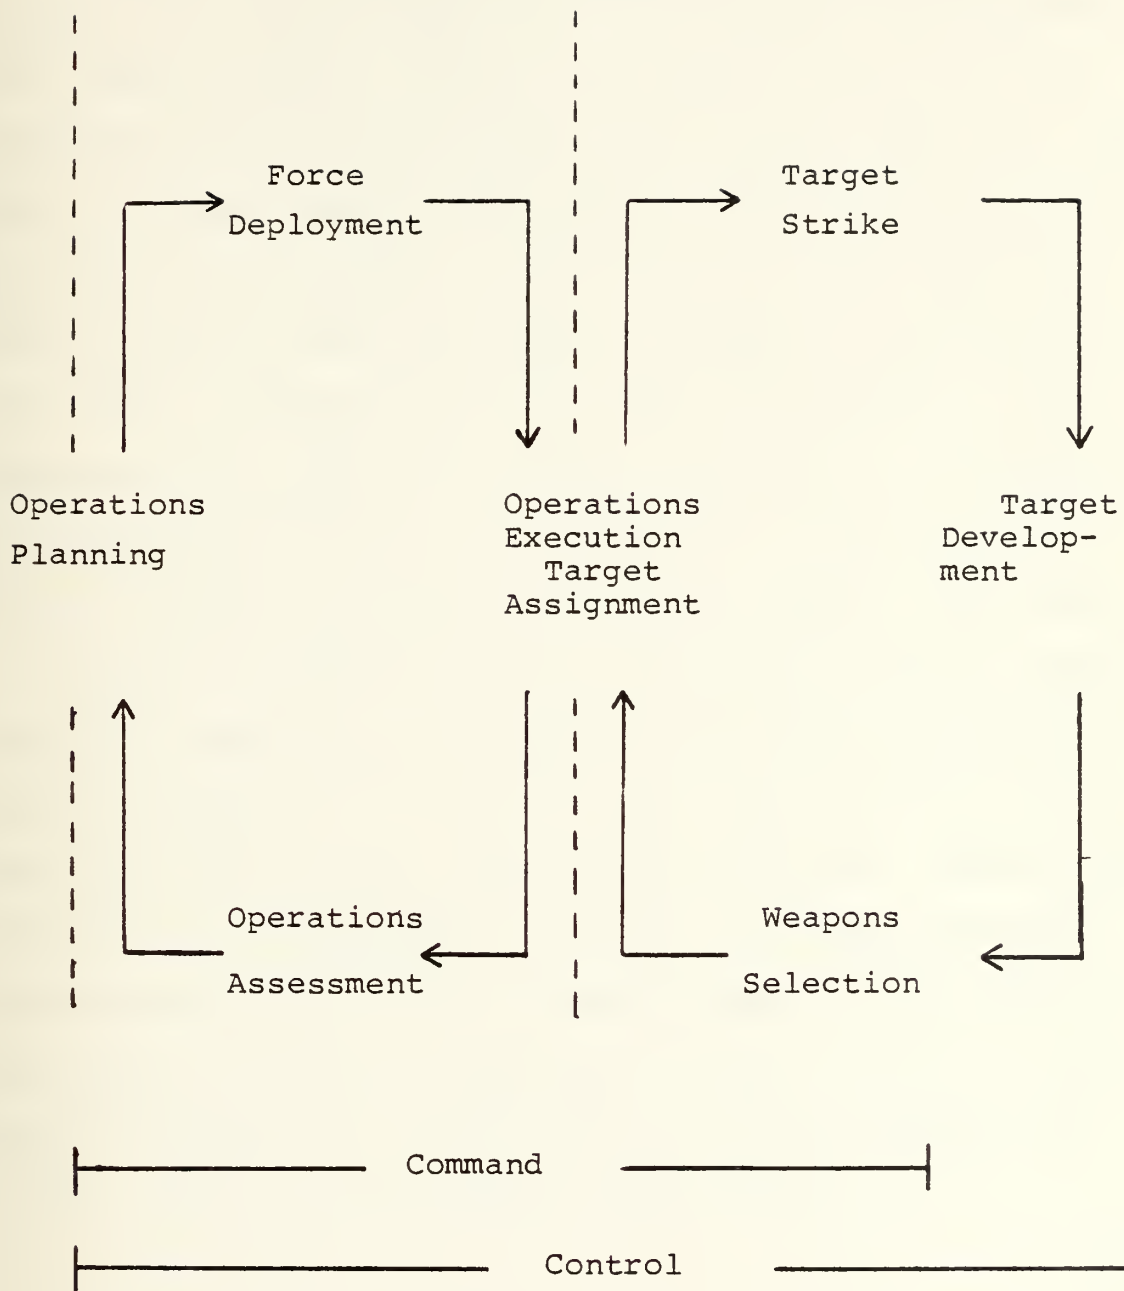 Force
Deployment
Target
Strike
Operations
Planning
Operations
Execution
Target
Assignment
Target
Develop-
ment
Operations
Assessment
Weapons
Selection
Command
Control